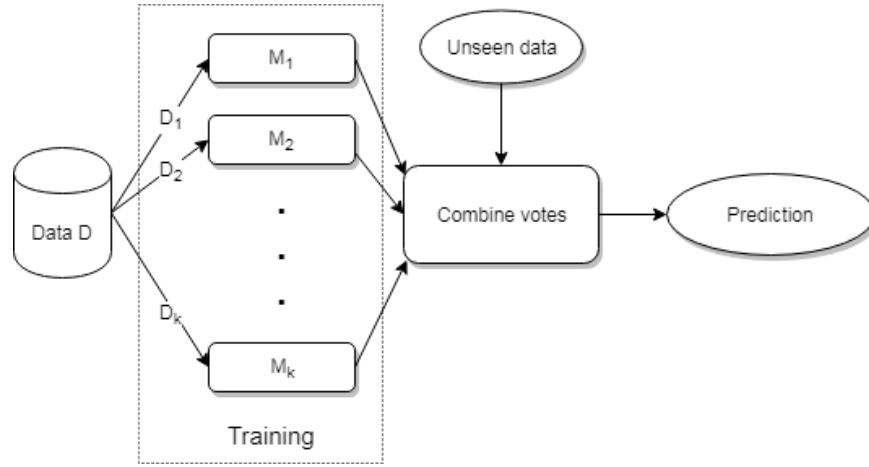 M₁
Unseen data
D₁
M₂
D₂
Data D
Combine votes
Prediction
Dₖ
Mₖ
Training